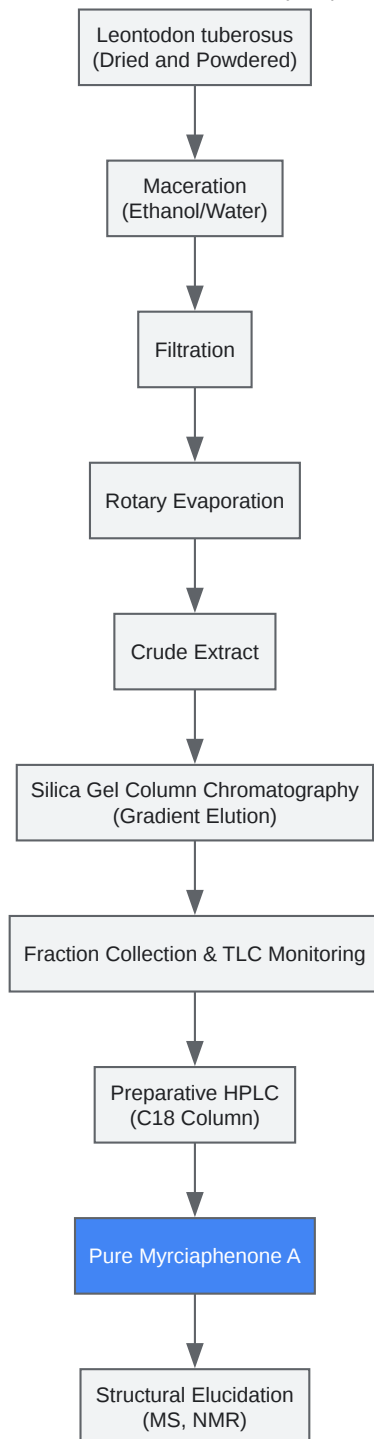 Leontodon tuberosus
(Dried and Powdered)
Maceration
(Ethanol/Water)
Filtration
Rotary Evaporation
Crude Extract
Silica Gel Column Chromatography
(Gradient Elution)
Fraction Collection & TLC Monitoring
Preparative HPLC
(C18 Column)
Pure Myrciaphenone A
Structural Elucidation
(MS, NMR)